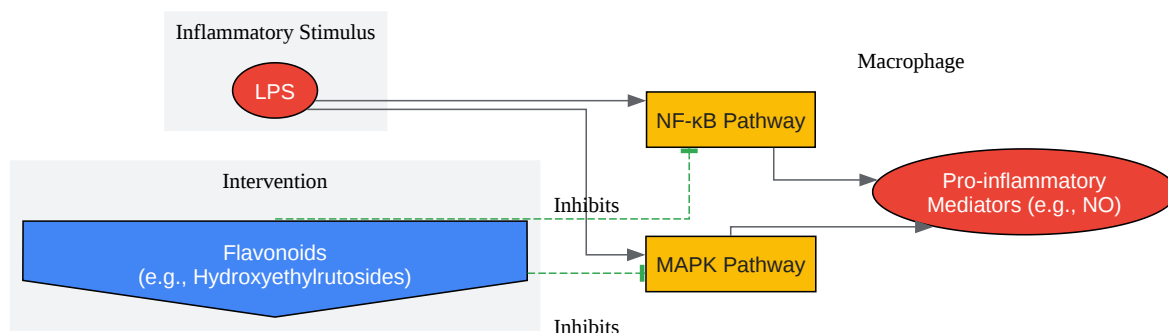 Inflammatory Stimulus
LPS
Macrophage
NF-κB Pathway
Intervention
Pro-inflammatory
Mediators (e.g., NO)
Inhibits
Flavonoids
(e.g., Hydroxyethylrutosides)
MAPK Pathway
Inhibits